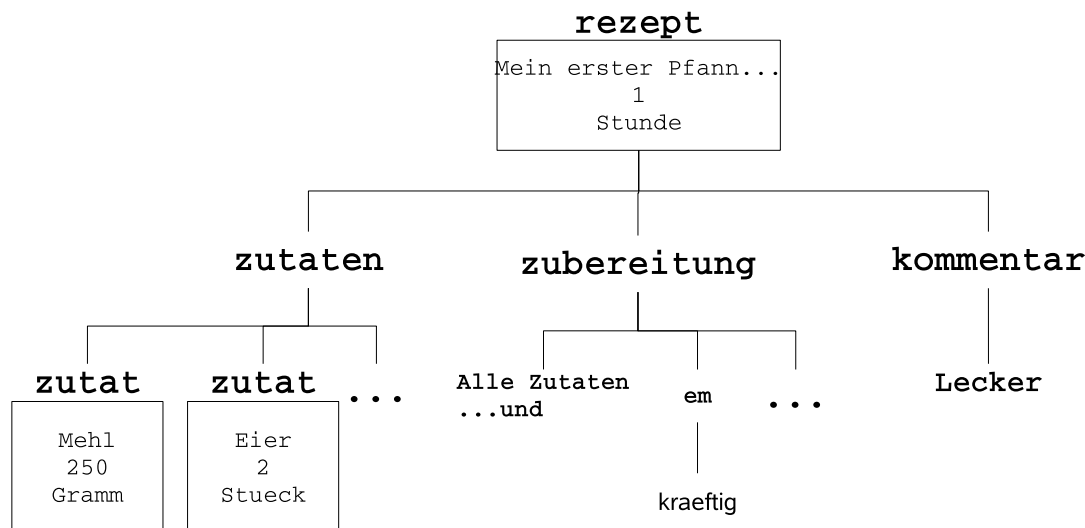 rezept
Mein erster Pfann...
1
Stunde
zutaten
zubereitung
kommentar
zutat
zutat
...
Mehl
250
Gramm
Eier
2
Stueck
Alle Zutaten
...und
em
...
kraeftig
Lecker